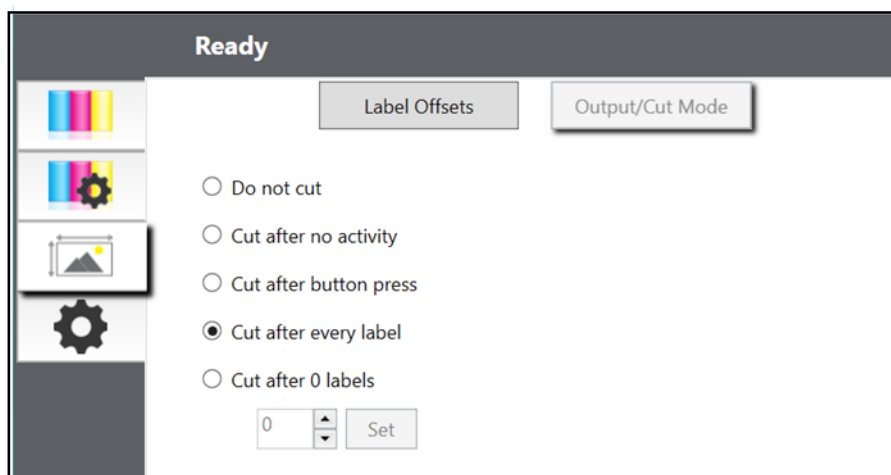 Ready
Label Offsets Output/Cut Mode
Do not cut
Cut after no activity
Cut after button press
Cut after every label
Cut after 0 labels
0 Set